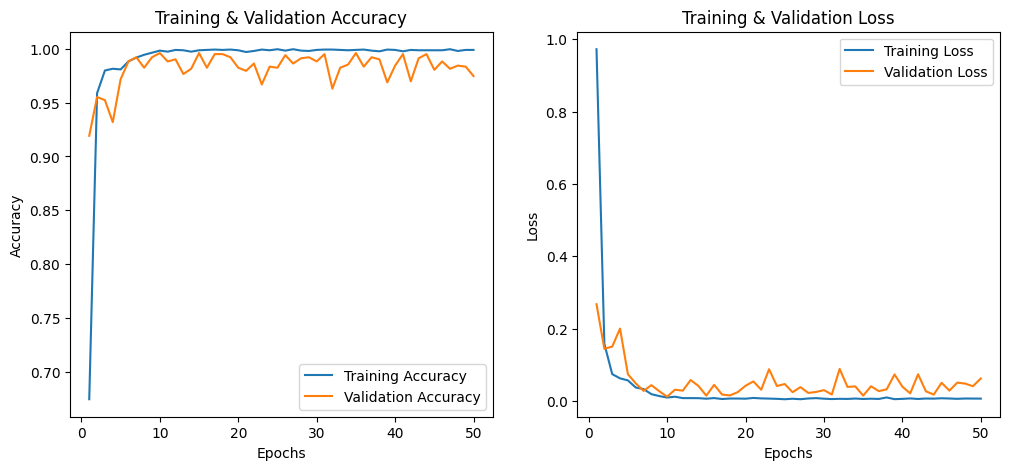 Training & Validation Accuracy
Accuracy
1.00
0.95
0.90
0.85
0.80
0.75
0.70
0
10
20
30
40
50
Epochs
Training Accuracy
Validation Accuracy
Training & Validation Loss
Loss
1.0
0.8
0.6
0.4
0.2
0.0
0
10
20
30
40
50
Epochs
Training Loss
Validation Loss